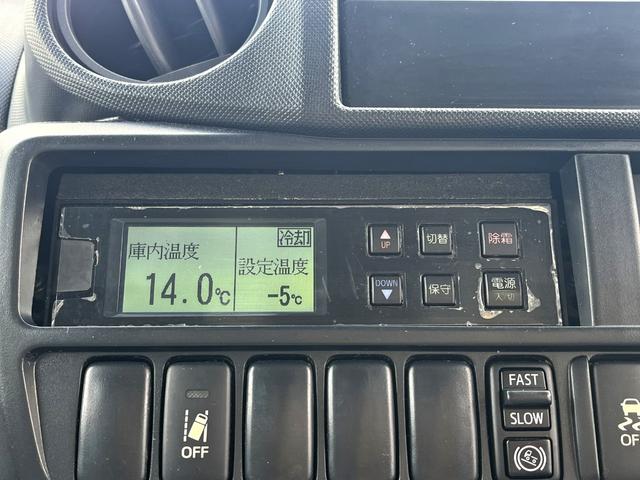 冷却
庫内温度
設定温度
14.0℃
-5℃
UP
切替
除霜
DOWN
保守
電源
入 切
OFF
FAST
SLOW
OF